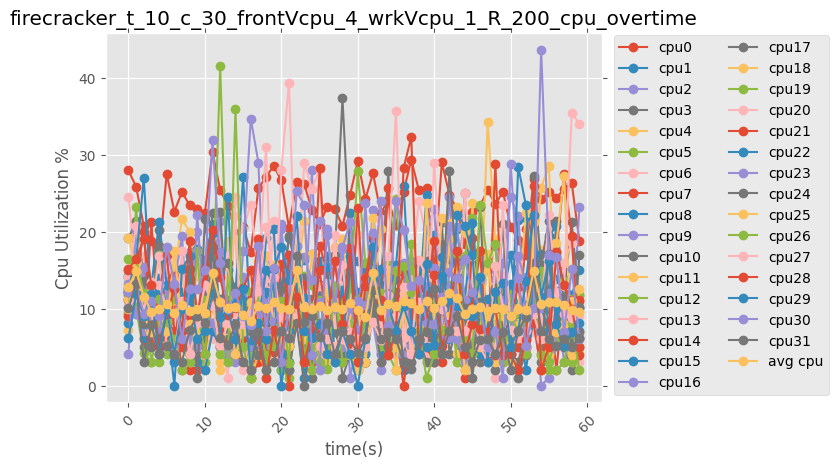 firecracker_t_10_c_30_frontVcpu_4_wrkVcpu_1_R_200_cpu_overtime
Cpu Utilization %
40
30
20
10
0
0
10
20
30
40
50
60
time(s)
cpu0
cpu1
cpu2
cpu3
cpu4
cpu5
cpu6
cpu7
cpu8
cpu9
cpu10
cpu11
cpu12
cpu13
cpu14
cpu15
cpu16
cpu17
cpu18
cpu19
cpu20
cpu21
cpu22
cpu23
cpu24
cpu25
cpu26
cpu27
cpu28
cpu29
cpu30
cpu31
avg cpu